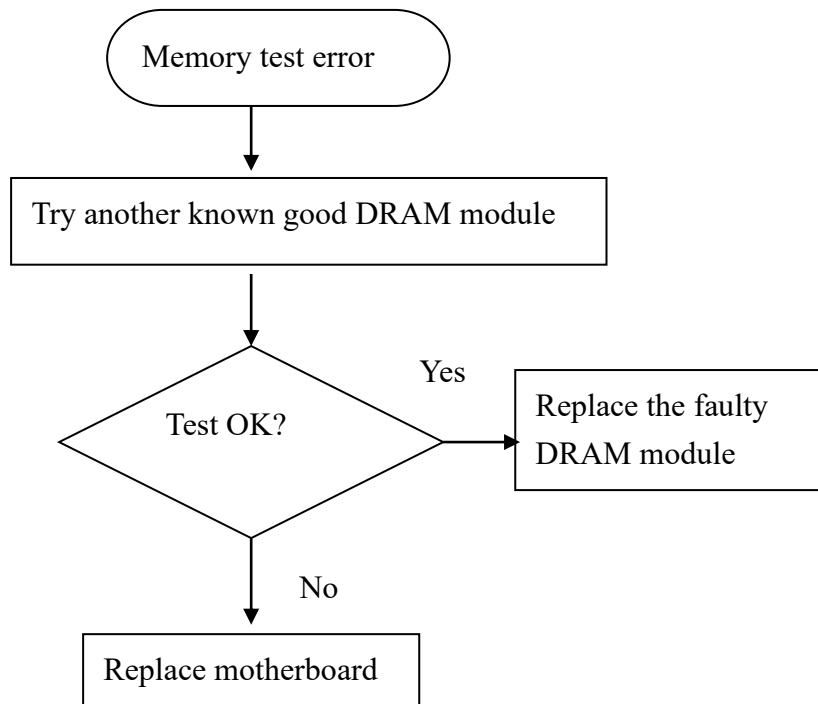 Memory test error
Try another known good DRAM module
Yes
Test OK?
Replace the faulty
DRAM module
No
Replace motherboard